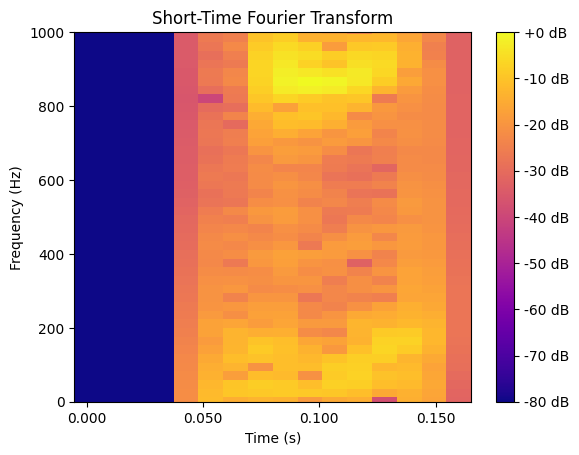 Short-Time Fourier Transform
1000
800
600
400
200
0
Frequency (Hz)
0.000
0.050
0.100
0.150
Time (s)
+0 dB
-10 dB
-20 dB
-30 dB
-40 dB
-50 dB
-60 dB
-70 dB
-80 dB